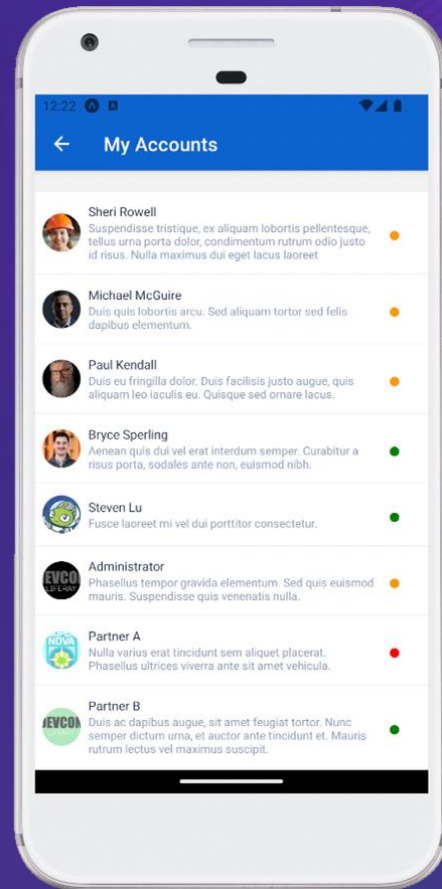 12:22
My Accounts
Sheri Rowell
Suspendisse tristique, ex aliquam lobortis pellentesque,
tellus urna porta dolor, condimentum rutrum odio justo
id risus. Nulla maximus dui eget lacus laoreet
Michael McGuire
Duis quis lobortis arcu. Sed aliquam tortor sed felis
dapibus elementum.
Paul Kendall
Duis eu fringilla dolor. Duis facilisis justo augue, quis
aliquam leo iaculis eu. Quisque sed ornare lacus.
Bryce Sperling
Aenean quis dui vel erat interdum semper. Curabitur a
risus porta, sodales ante non, euismod nibh.
Steven Lu
Fusce laoreet mi vel dui porttitor consectetur.
EVCO
LIFERAY
Administrator
Phasellus tempor gravida elementum. Sed quis euismod
mauris. Suspendisse quis venenatis nulla.
NOVA
Partner A
Nulla varius erat tincidunt sem aliquet placerat.
Phasellus ultrices viverra ante sit amet vehicula.
DEVCON
Partner B
Duis ac dapibus augue, sit amet feugiat tortor. Nunc
semper dictum urna, et auctor ante tincidunt et. Mauris
rutrum lectus vel maximus suscipit.